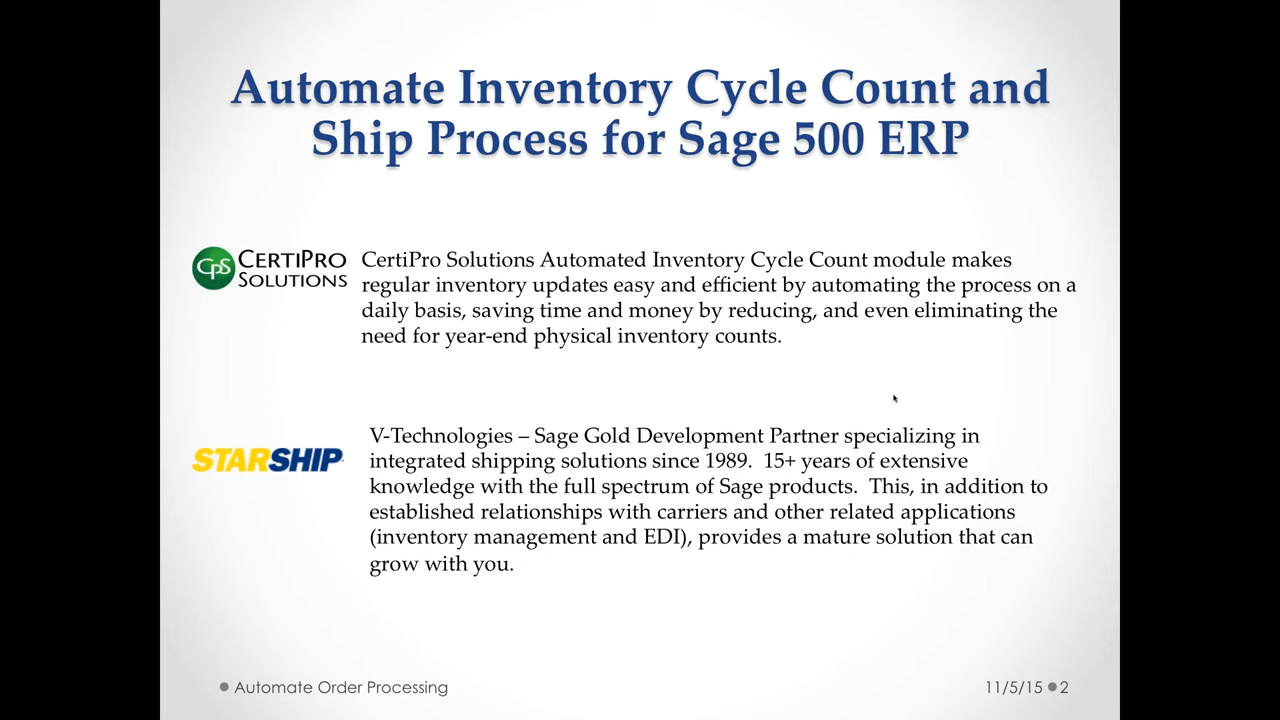 Automate Inventory Cycle Count and
Ship Process for Sage 500 ERP
CPS CERTIPRO
SOLUTIONS
CertiPro Solutions Automated Inventory Cycle Count module makes
regular inventory updates easy and efficient by automating the process on a
daily basis, saving time and money by reducing, and even eliminating the
need for year-end physical inventory counts.
STARSHIP
V-Technologies – Sage Gold Development Partner specializing in
integrated shipping solutions since 1989.  15+ years of extensive
knowledge with the full spectrum of Sage products.  This, in addition to
established relationships with carriers and other related applications
(inventory management and EDI), provides a mature solution that can
grow with you.
Automate Order Processing
11/5/15 2